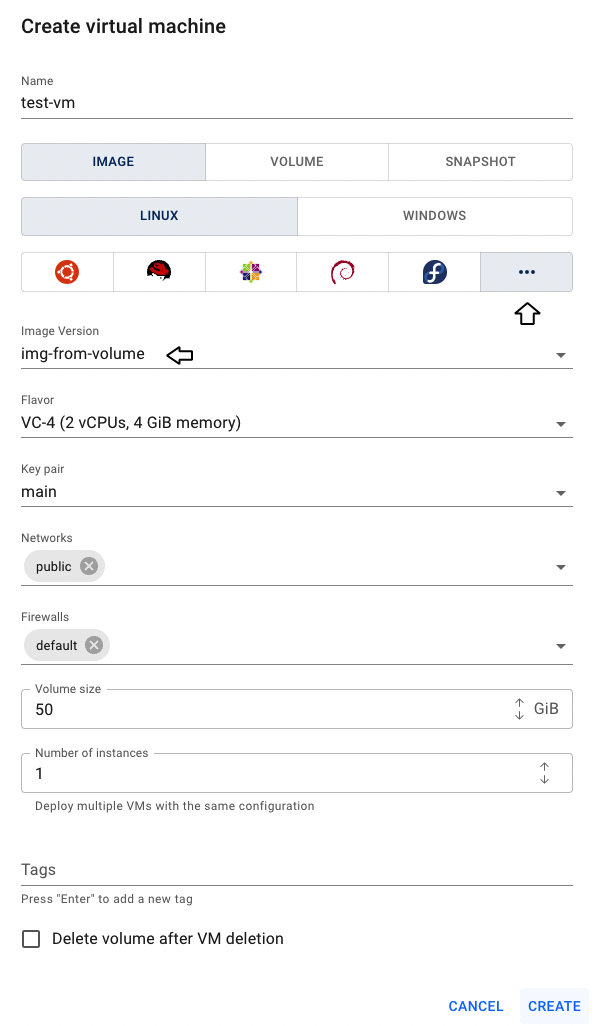 Create virtual machine
Name
test-vm
IMAGE VOLUME SNAPSHOT
LINUX WINDOWS
Image Version
img-from-volume
Flavor
VC-4 (2 vCPUs, 4 GiB memory)
Key pair
main
Networks
public
Firewalls
default
Volume size
50 GiB
Number of instances
1
Deploy multiple VMs with the same configuration
Tags
Press "Enter" to add a new tag
Delete volume after VM deletion
CANCEL CREATE